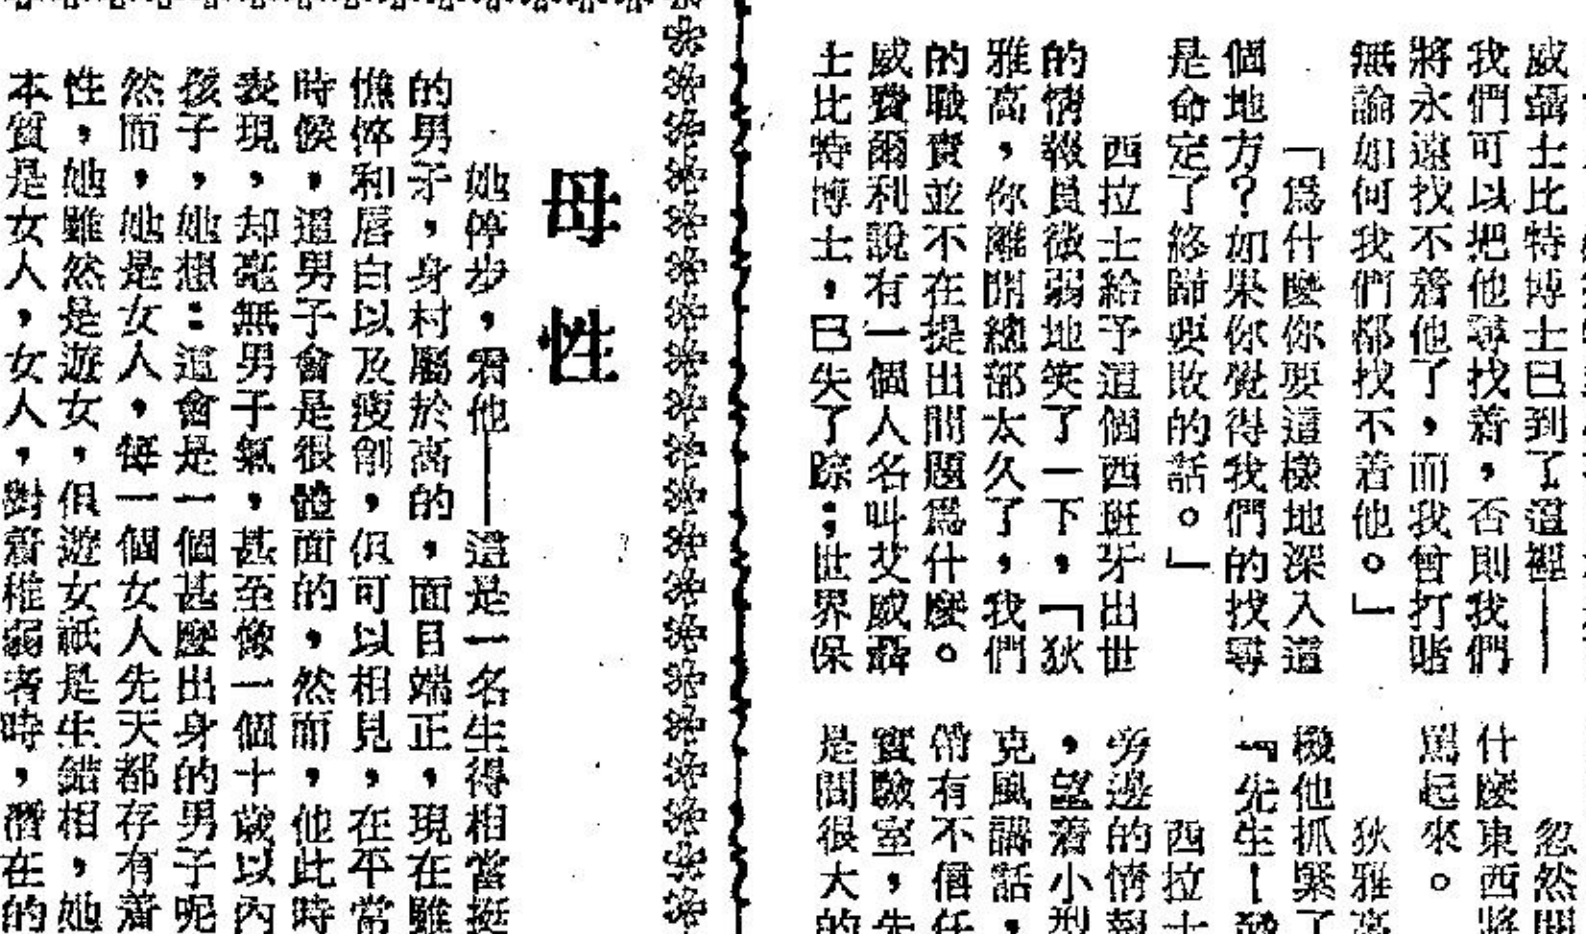 威聶士比特博士已到了這裡——
我們可以把他尋找着，否則我們
將永遠找不着他了，而我曾打賭
無論如何我們都找不着他。」
「爲什麼你要這樣地深入這
個地方？如果你覺得我們的找尋
是命定了終歸要敗的話。」
西拉士給予這個西班牙出世
的情報員微弱地笑了一下，「狄
雅高，你離開總部太久了，我們
的職責並不在提出問題爲什麼。
威費爾利說有一個人名叫艾威聶
士比特博士，已失了踪；世界保
忽然間
什麼東西將
罵起來。
狄雅高
機他抓緊了
『先生！
西拉士
旁邊的情報
，望着小型
克風講話，
帶有不信任
實驗室，先
是間很大的
母性
她停步，看他——這是一名生得相當挺
的男子，身材屬於高的，面目端正，現在雖
憔悴和唇白以及瘦削，但可以相見，在平常
時候，這男子會是很體面的，然而，他此時
表現，却毫無男子氣，甚至像一個十歲以內
孩子，她想：這會是一個甚麼出身的男子呢
然而，她是女人，每一個女人先天都存有着
性，她雖然是遊女，但遊女祇是生錯相，她
本質是女人，女人，對着稚弱者時，潛在的